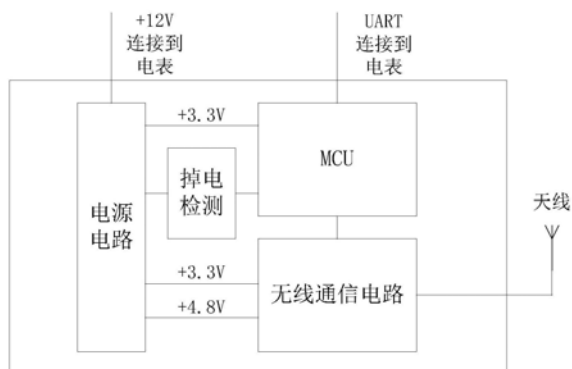 +12V
连接到
电表
UART
连接到
电表
+3.3V
MCU
掉电
检测
电源
电路
天线
+3.3V
无线通信电路
+4.8V